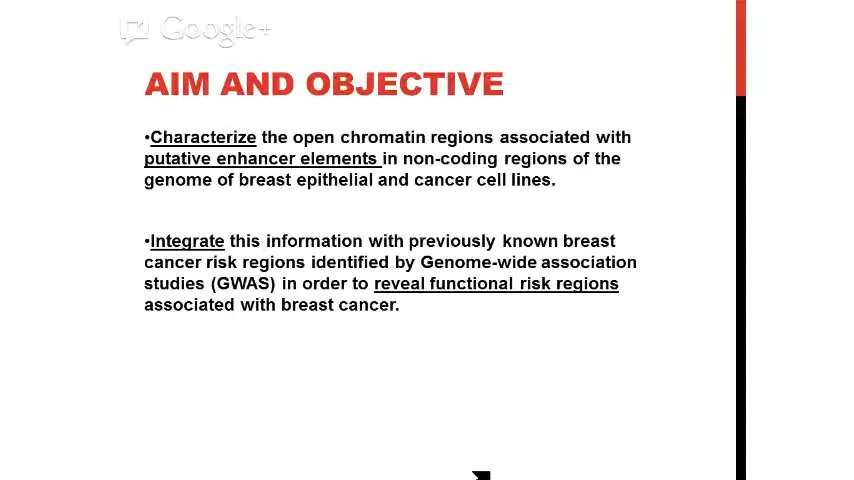 Google+
AIM AND OBJECTIVE
•Characterize the open chromatin regions associated with
putative enhancer elements in non-coding regions of the
genome of breast epithelial and cancer cell lines.
•Integrate this information with previously known breast
cancer risk regions identified by Genome-wide association
studies (GWAS) in order to reveal functional risk regions
associated with breast cancer.